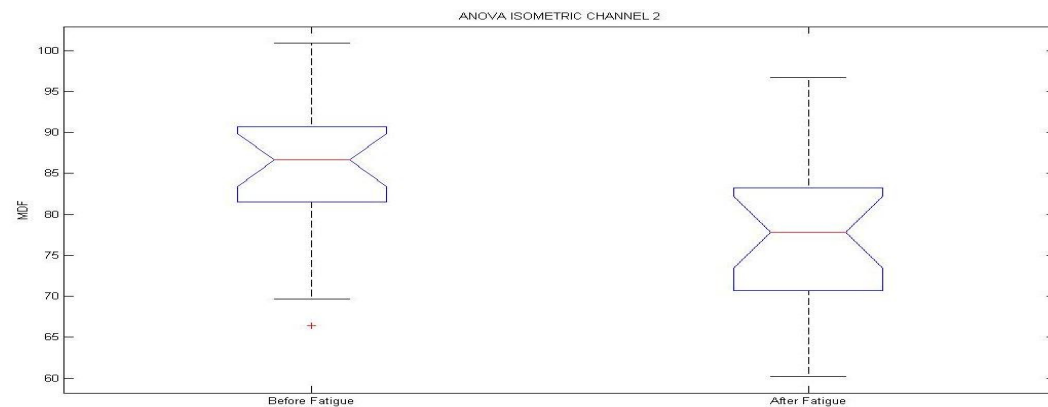 ANOVA ISOMETRIC CHANNEL 2
100
95
90
85
80
75
70
65
60
MDF
Before Fatigue
After Fatigue